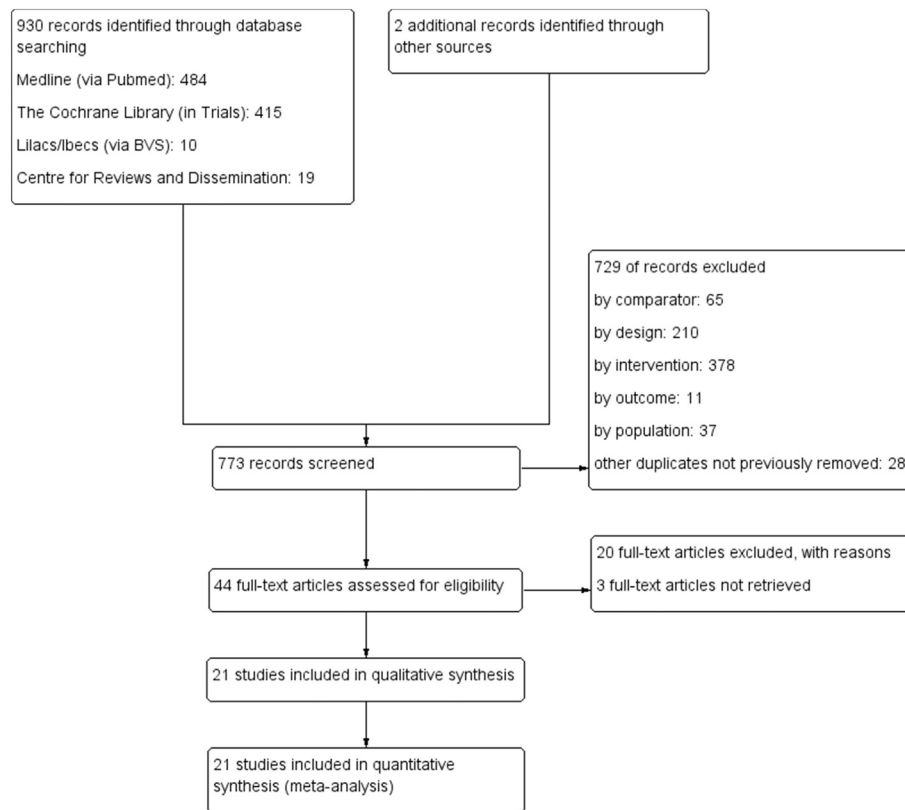 930 records identified through database
searching
Medline (via Pubmed): 484
The Cochrane Library (in Trials): 415
Lilacs/Ibecs (via BVS): 10
Centre for Reviews and Dissemination: 19
2 additional records identified through
other sources
729 of records excluded
by comparator: 65
by design: 210
by intervention: 378
by outcome: 11
by population: 37
other duplicates not previously removed: 28
773 records screened
20 full-text articles excluded, with reasons
3 full-text articles not retrieved
44 full-text articles assessed for eligibility
21 studies included in qualitative synthesis
21 studies included in quantitative
synthesis (meta-analysis)